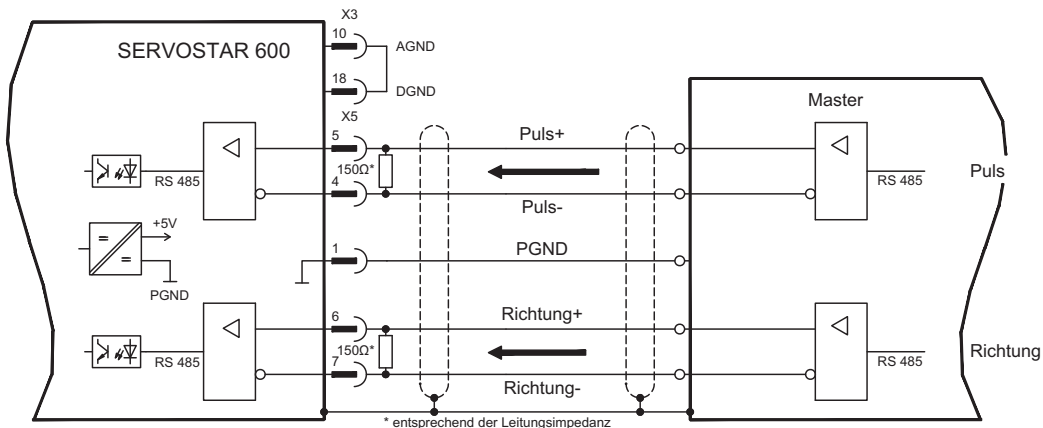 X3
10
AGND
SERVOSTAR 600
18
DGND
X5
Master
5
Puls+
150Ω*
RS 485
RS 485
Puls
4
Puls-
+5V
1
PGND
PGND
6
Richtung+
150Ω*
RS 485
RS 485
Richtung
7
Richtung-
* entsprechend der Leitungsimpedanz